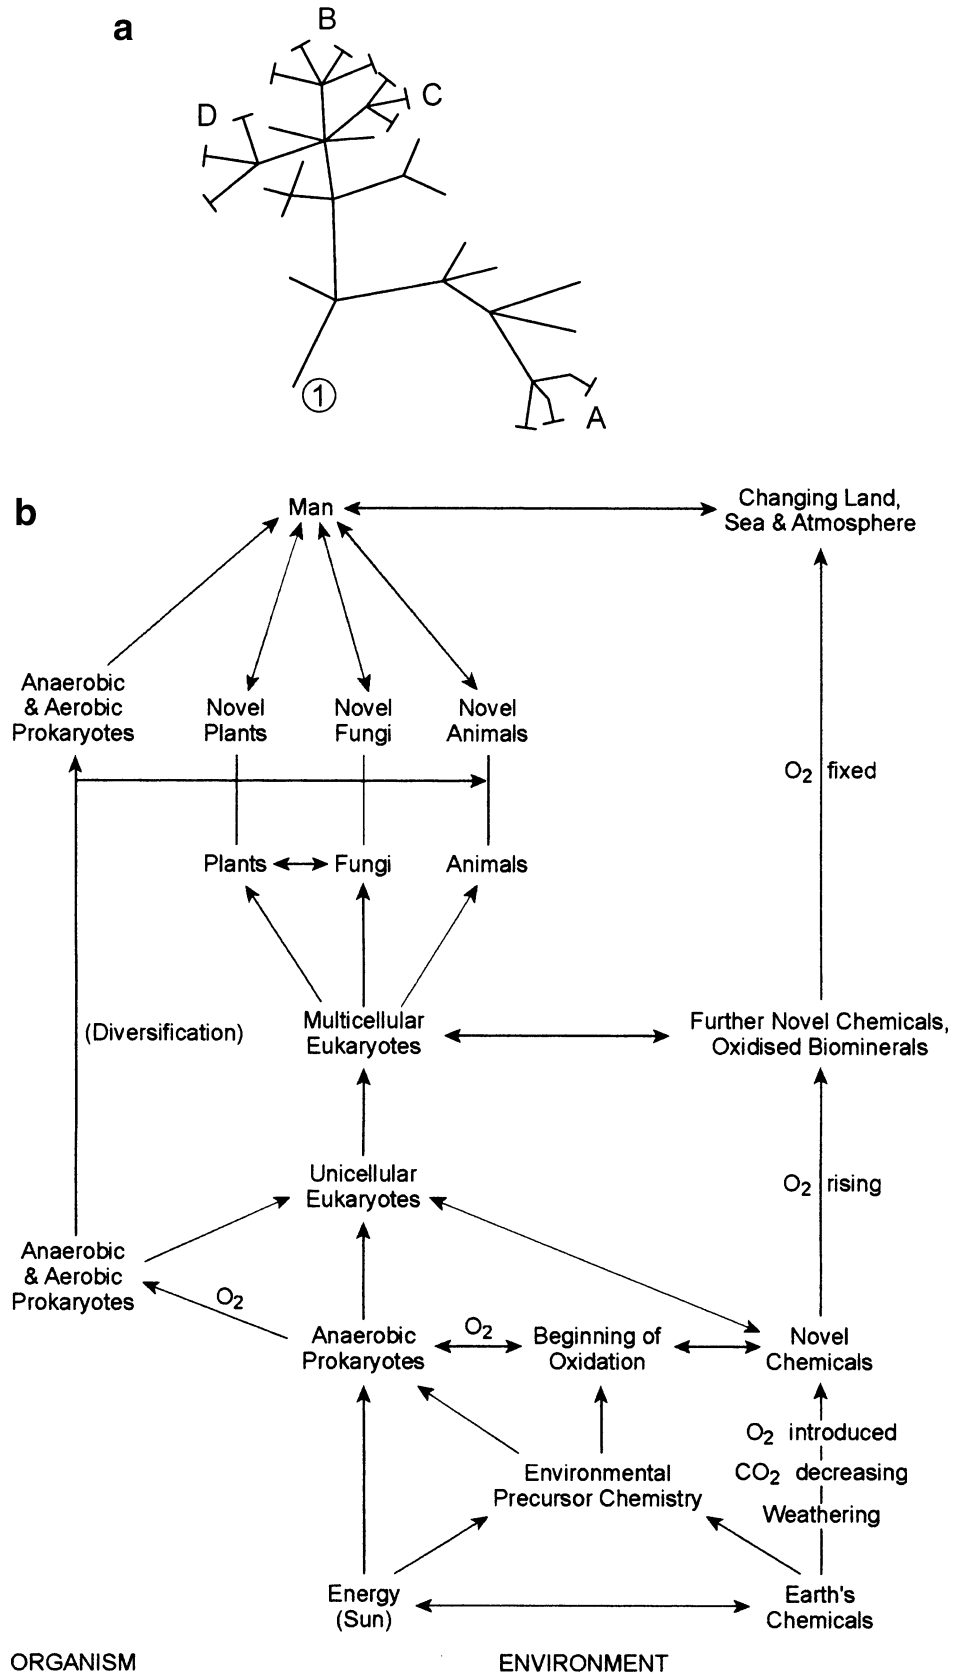 a
B
C
D
1
A
b
Man
Changing Land,
Sea & Atmosphere
Anaerobic
& Aerobic
Prokaryotes
Novel
Plants
Novel
Fungi
Novel
Animals
O2 fixed
Plants
Fungi
Animals
(Diversification)
Multicellular
Eukaryotes
Further Novel Chemicals,
Oxidised Biominerals
Unicellular
Eukaryotes
O2 rising
Anaerobic
& Aerobic
Prokaryotes
O2
Anaerobic
Prokaryotes
O2
Beginning of
Oxidation
Novel
Chemicals
O2 introduced
CO2 decreasing
Weathering
Environmental
Precursor Chemistry
Energy
(Sun)
Earth's
Chemicals
ORGANISM
ENVIRONMENT